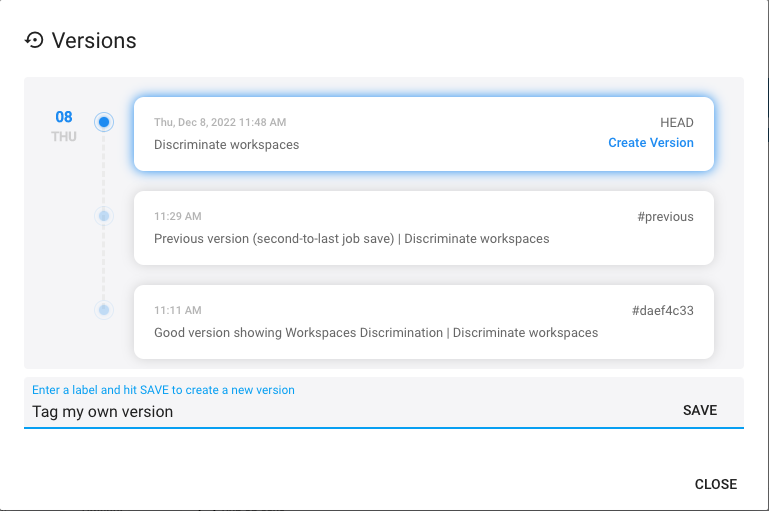 Versions
08
THU
Thu, Dec 8, 2022 11:48 AM
HEAD
Discriminate workspaces
Create Version
11:29 AM
#previous
Previous version (second-to-last job save) | Discriminate workspaces
11:11 AM
#daef4c33
Good version showing Workspaces Discrimination | Discriminate workspaces
Enter a label and hit SAVE to create a new version
Tag my own version
SAVE
CLOSE